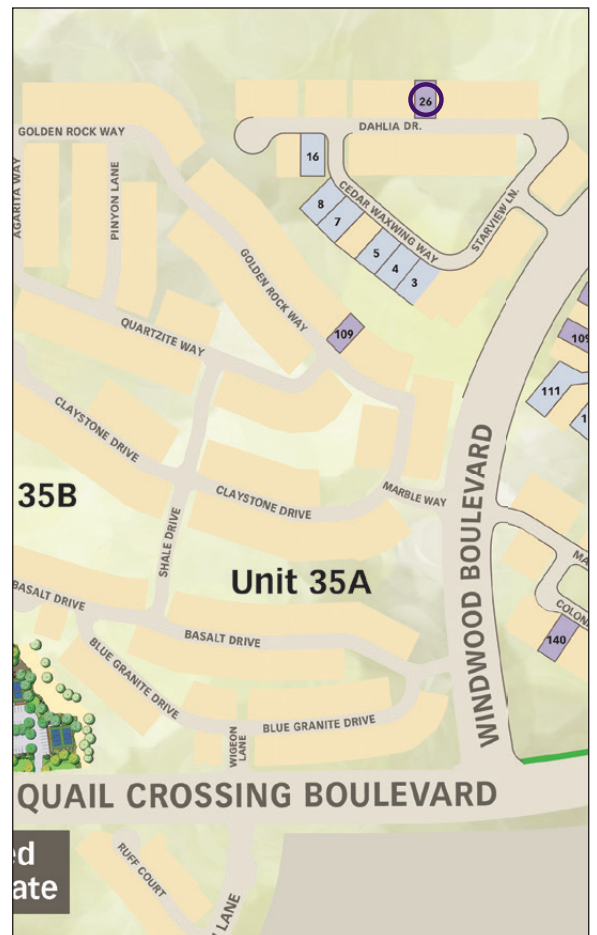 26
DAHLIA DR.
GOLDEN ROCK WAY
16
AGARITA WAY
PINYON LANE
CEDAR WAXWING WAY
STARVIEW LN.
8
7
5
4
3
GOLDEN ROCK WAY
QUARTZITE WAY
109
109
111
CLAYSTONE DRIVE
35B
CLAYSTONE DRIVE
MARBLE WAY
WINDWOOD BOULEVARD
SHALE DRIVE
Unit 35A
BASALT DRIVE
BASALT DRIVE
140
BLUE GRANITE DRIVE
BLUE GRANITE DRIVE
WIGEON
LANE
QUAIL CROSSING BOULEVARD
RUFF COURT
LANE